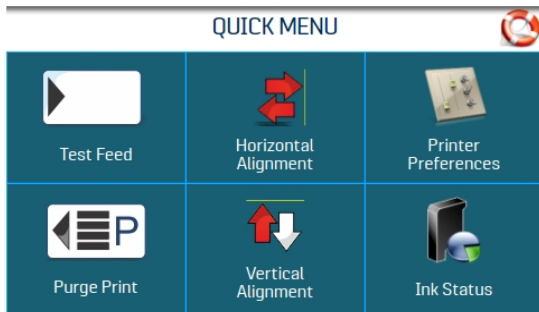 QUICK MENU
Test Feed
Horizontal
Alignment
Printer
Preferences
P
Purge Print
Vertical
Alignment
Ink Status